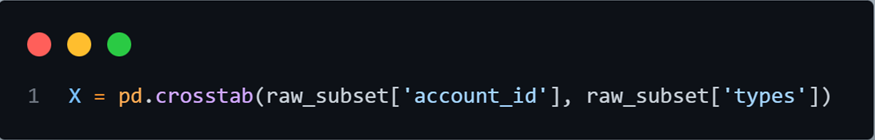 1 X = pd.crosstab(raw_subset['account_id'], raw_subset['types'])